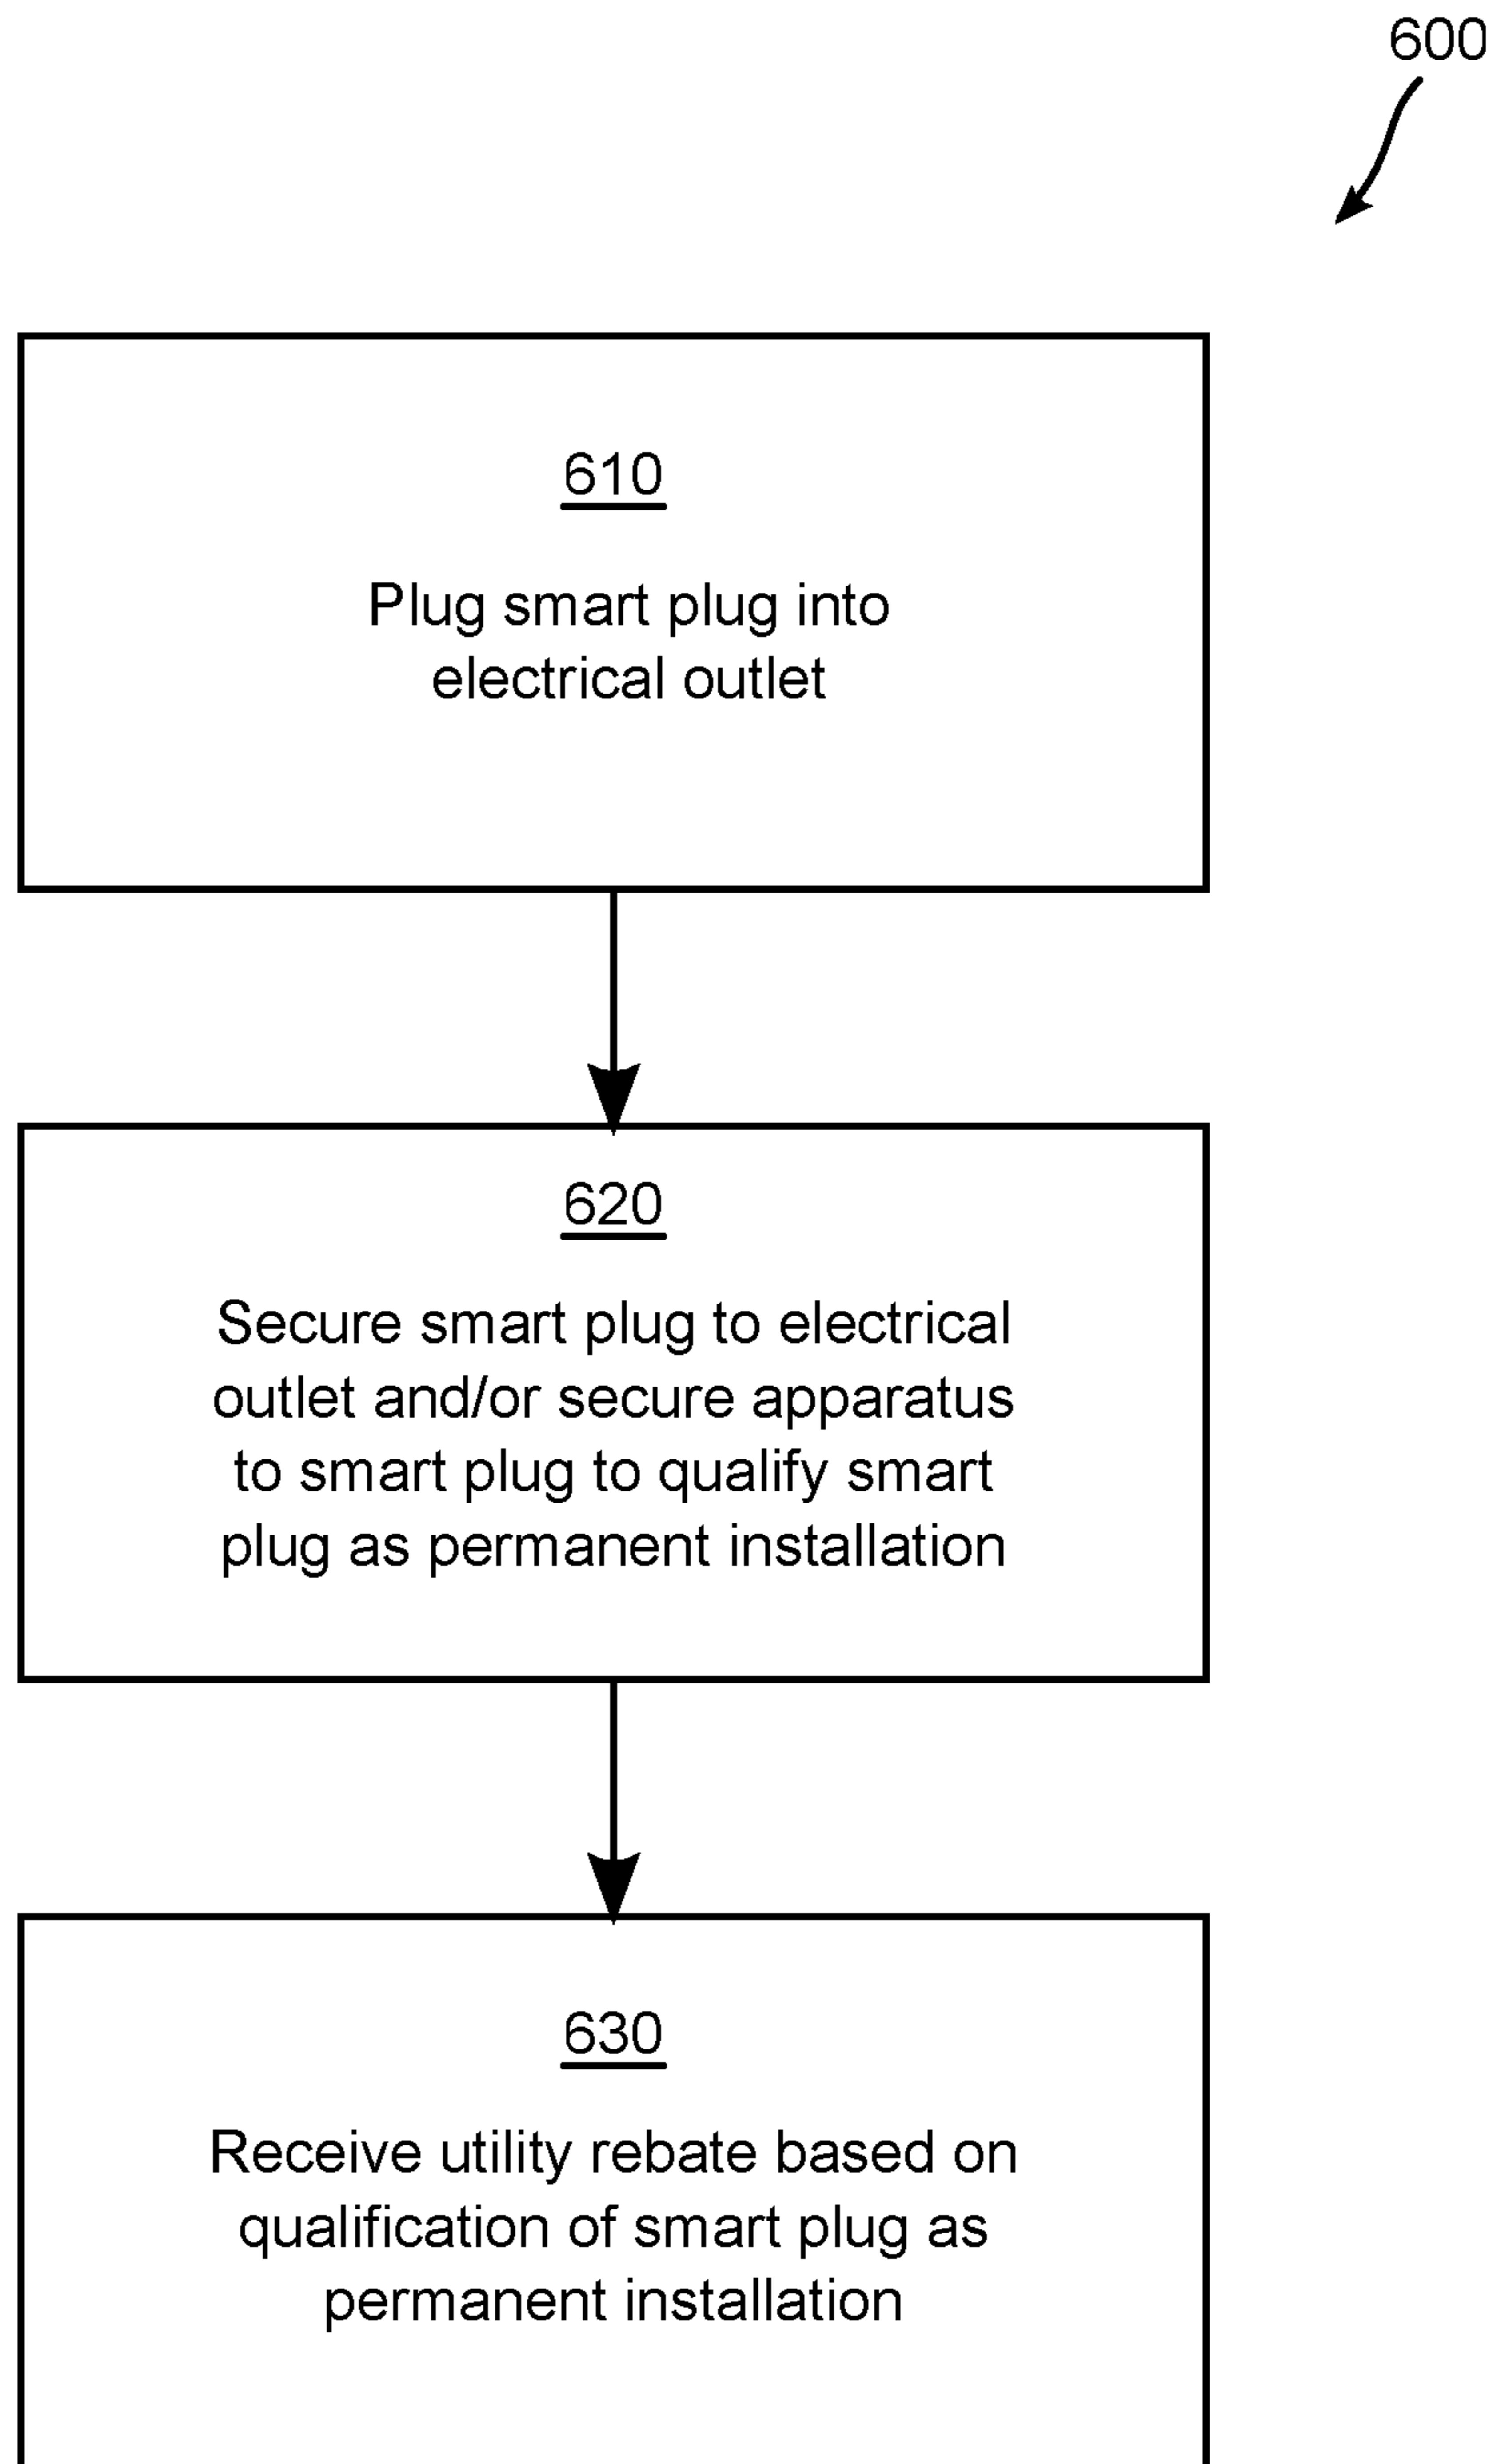 600
610
Plug smart plug into
electrical outlet
620
Secure smart plug to electrical
outlet and/or secure apparatus
to smart plug to qualify smart
plug as permanent installation
630
Receive utility rebate based on
qualification of smart plug as
permanent installation